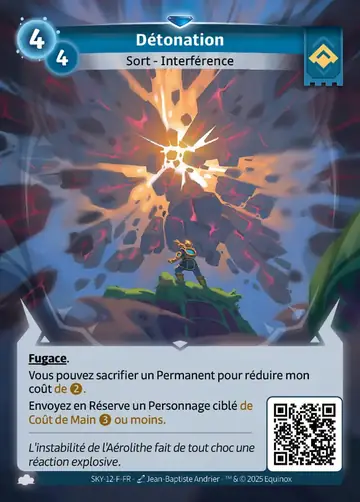 4
4
Détonation
Sort - Interférence
Fugace.
Vous pouvez sacrifier un Permanent pour réduire mon
coût de 2.
Envoyez en Réserve un Personnage ciblé de
Coût de Main 3 ou moins.
L'instabilité de l'Aérolithe fait de tout choc une
réaction explosive.
SKY-12-F-FR - Jean-Baptiste Andrier - ™ & © 2025 Equinox